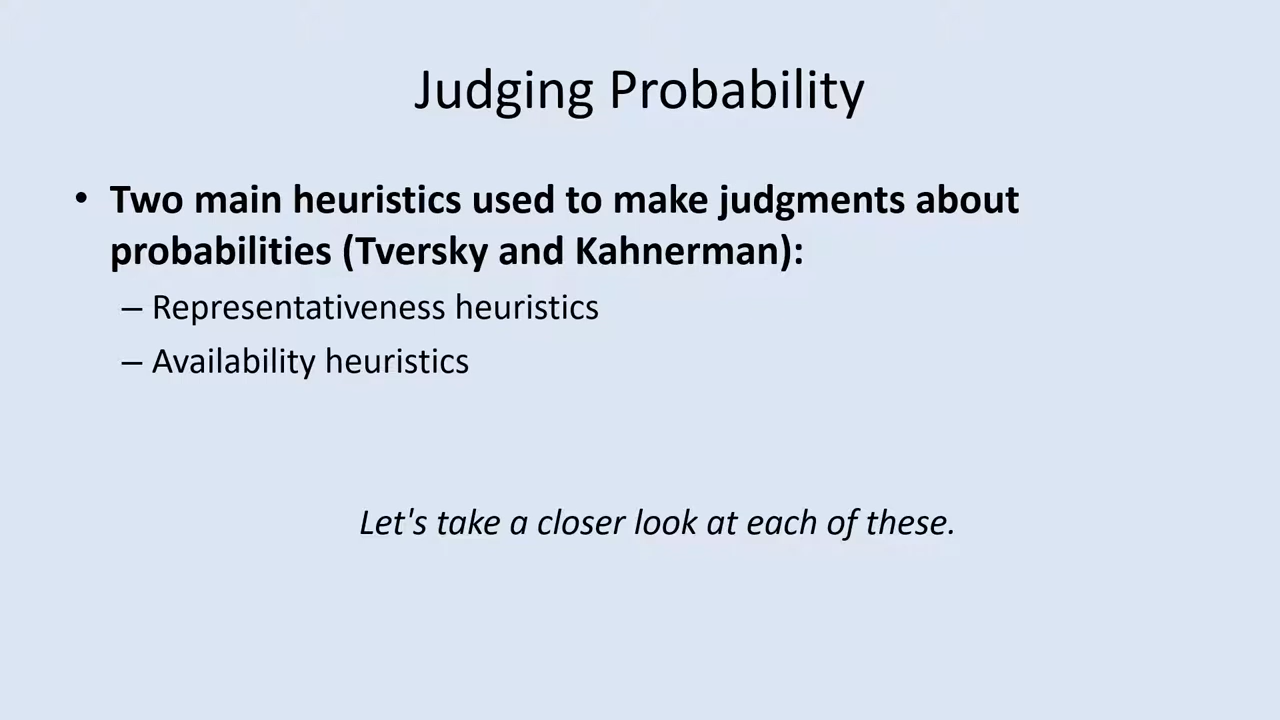 Judging Probability
• Two main heuristics used to make judgments about
probabilities (Tversky and Kahnerman):
– Representativeness heuristics
– Availability heuristics
Let's take a closer look at each of these.